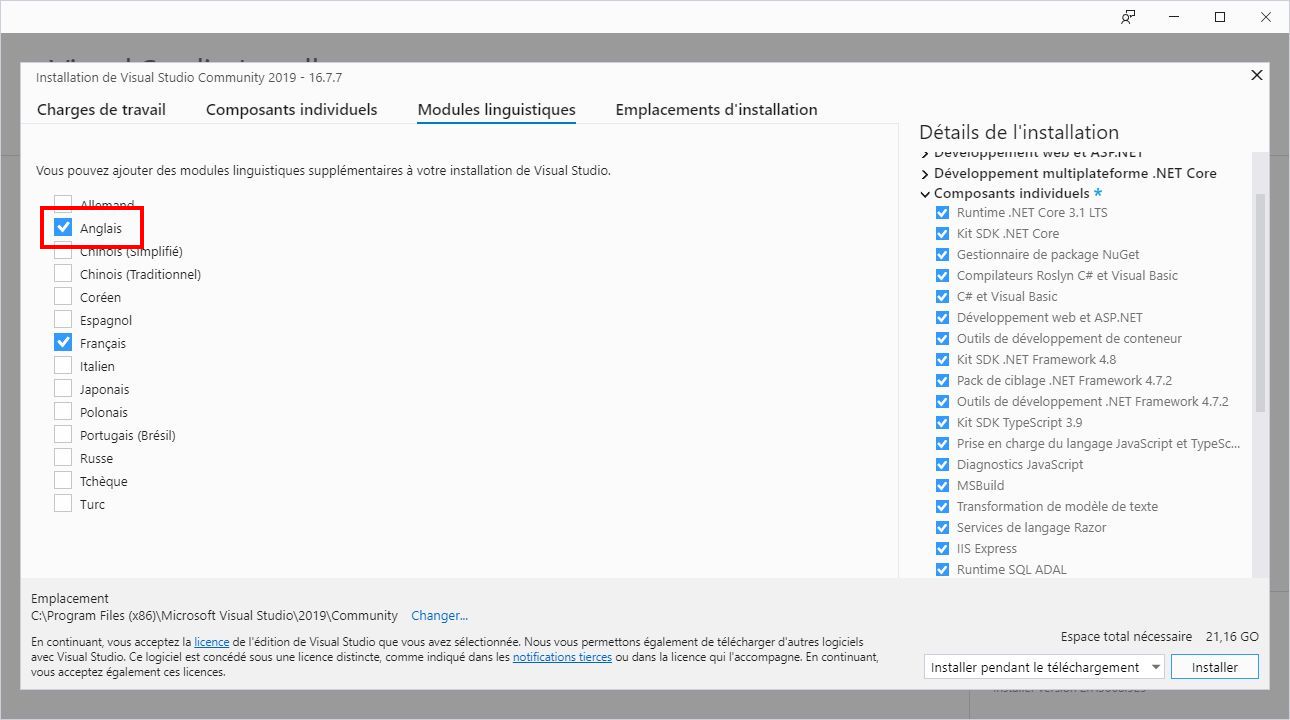 Installation de Visual Studio Community 2019 - 16.7.7
Charges de travail
Composants individuels
Modules linguistiques
Emplacements d'installation
Vous pouvez ajouter des modules linguistiques supplémentaires à votre installation de Visual Studio.
Allemand
Anglais
Chinois (Simplifié)
Chinois (Traditionnel)
Coréen
Espagnol
Français
Italien
Japonais
Polonais
Portugais (Brésil)
Russe
Tchèque
Turc
Détails de l'installation
Développement web et ASP.NET
Développement multiplateforme .NET Core
Composants individuels *
Runtime .NET Core 3.1 LTS
Kit SDK .NET Core
Gestionnaire de package NuGet
Compilateurs Roslyn C# et Visual Basic
C# et Visual Basic
Développement web et ASP.NET
Outils de développement de conteneur
Kit SDK .NET Framework 4.8
Pack de ciblage .NET Framework 4.7.2
Outils de développement .NET Framework 4.7.2
Kit SDK TypeScript 3.9
Prise en charge du langage JavaScript et TypeSc...
Diagnostics JavaScript
MSBuild
Transformation de modèle de texte
Services de langage Razor
IIS Express
Runtime SQL ADAL
Emplacement
C:\Program Files (x86)\Microsoft Visual Studio\2019\Community
Changer...
En continuant, vous acceptez la licence de l'édition de Visual Studio que vous avez sélectionnée. Nous vous permettons également de télécharger d'autres logiciels
avec Visual Studio. Ce logiciel est concédé sous une licence distincte, comme indiqué dans les notifications tierces ou dans la licence qui l'accompagne. En continuant,
vous acceptez également ces licences.
Espace total nécessaire 21,16 GO
Installer pendant le téléchargement
Installer